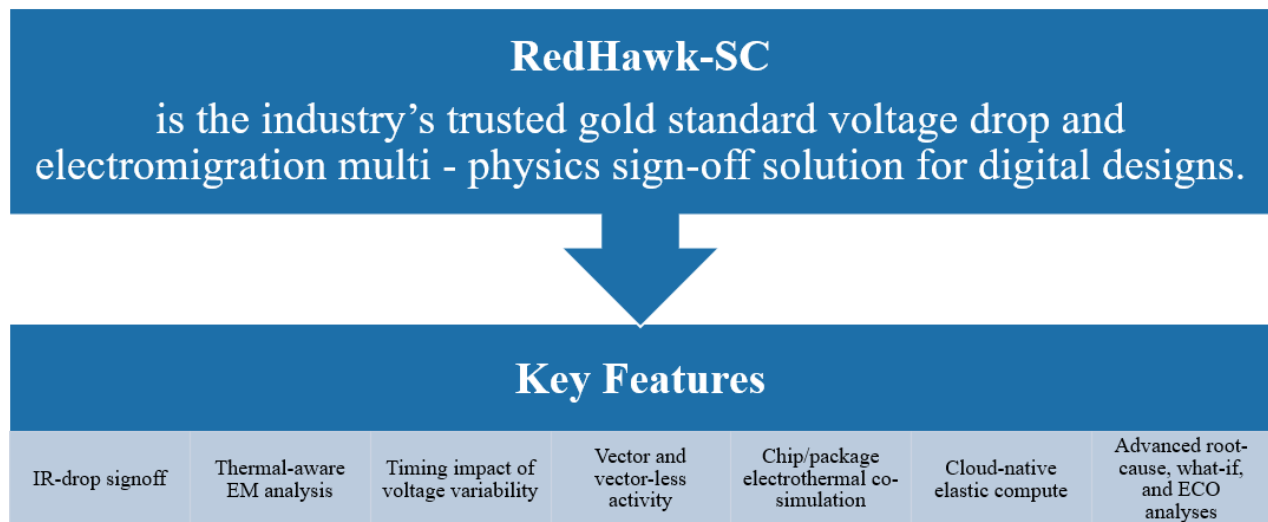 RedHawk-SC
is the industry’s trusted gold standard voltage drop and
electromigration multi - physics sign-off solution for digital designs.
Key Features
IR-drop signoff
Thermal-aware
EM analysis
Timing impact of
voltage variability
Vector and
vector-less
activity
Chip/package
electrothermal co-
simulation
Cloud-native
elastic compute
Advanced root-
cause, what-if,
and ECO
analyses